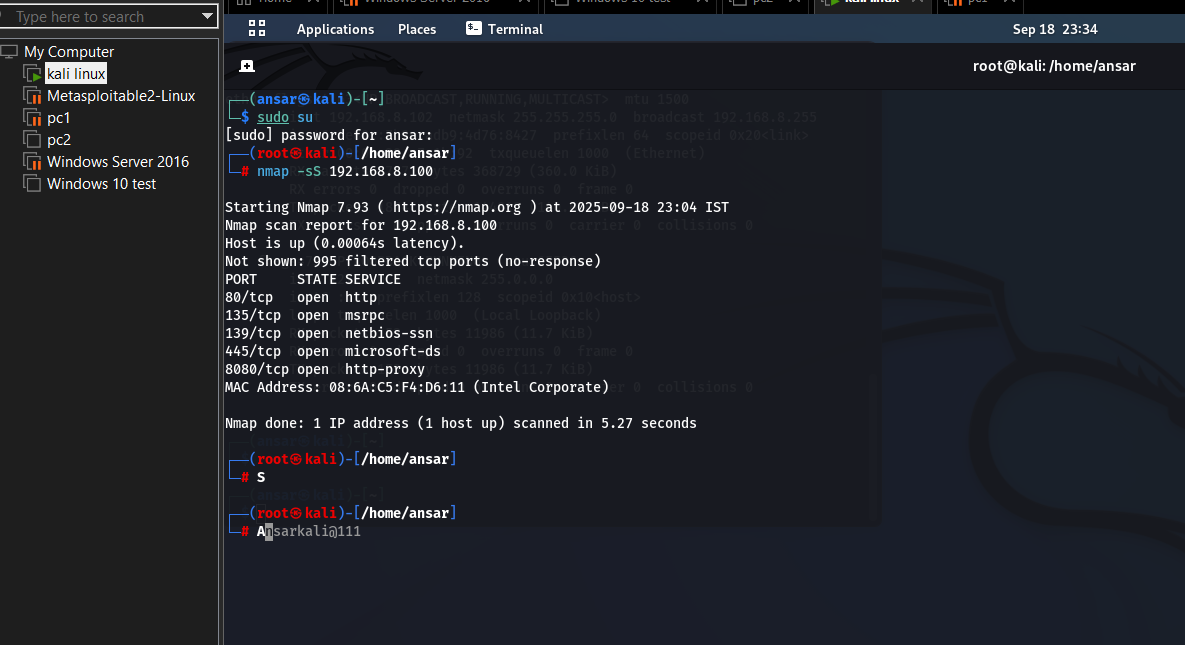 Type here to search
Home
Windows Server 2016
Windows 10 test
pc2
kali linux
pc1
Applications
Places
Terminal
Sep 18 23:34
My Computer
kali linux
Metasploitable2-Linux
pc1
pc2
Windows Server 2016
Windows 10 test
root@kali: /home/ansar
┌──(ansar㉿kali)-[~]
└─$ sudo su
[sudo] password for ansar:
┌──(root㉿kali)-[/home/ansar]
└─# nmap -sS 192.168.8.100
Starting Nmap 7.93 ( https://nmap.org ) at 2025-09-18 23:04 IST
Nmap scan report for 192.168.8.100
Host is up (0.00064s latency).
Not shown: 995 filtered tcp ports (no-response)
PORT     STATE SERVICE
80/tcp   open  http
135/tcp  open  msrpc
139/tcp  open  netbios-ssn
445/tcp  open  microsoft-ds
8080/tcp open  http-proxy
MAC Address: 08:6A:C5:F4:D6:11 (Intel Corporate)
Nmap done: 1 IP address (1 host up) scanned in 5.27 seconds
┌──(root㉿kali)-[/home/ansar]
└─# S
┌──(root㉿kali)-[/home/ansar]
└─# Ansarkali@111